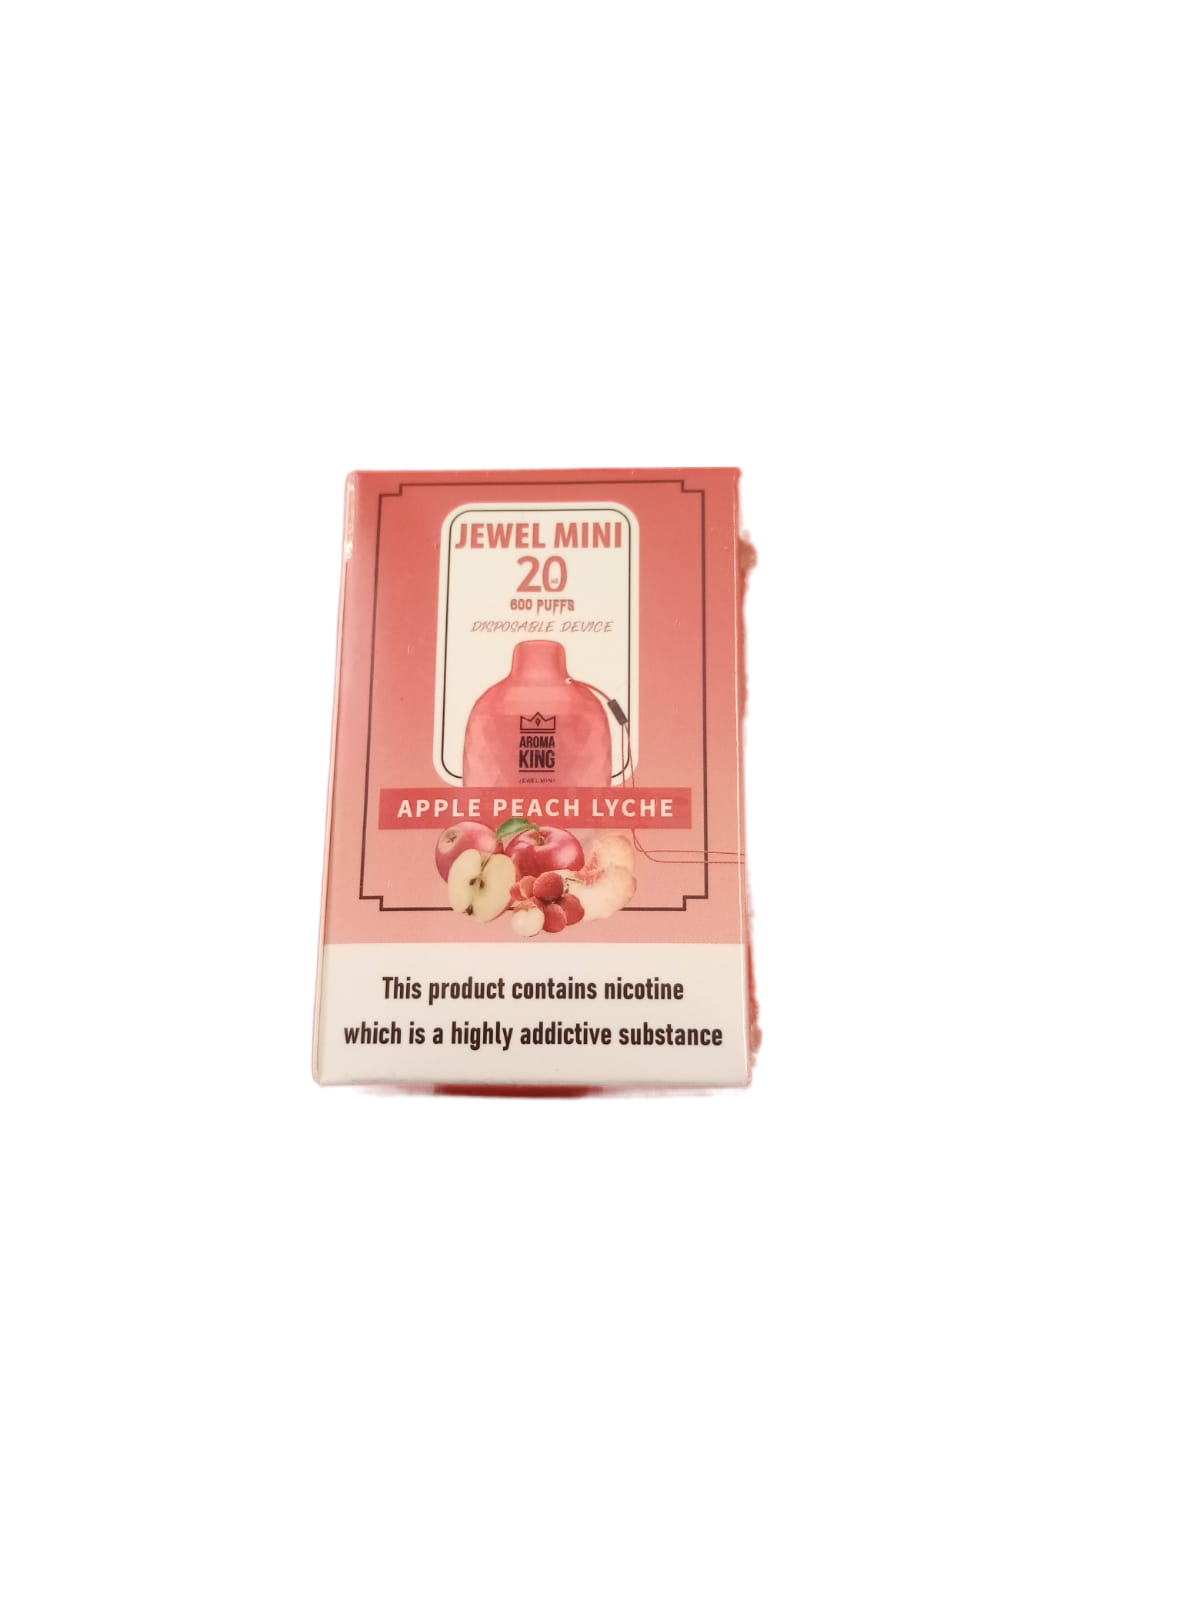 JEWEL MINI
20
600 PUFFS
DISPOSABLE DEVICE
AROMA
KING
JEWEL MINI
APPLE PEACH LYCHE
This product contains nicotine
which is a highly addictive substance